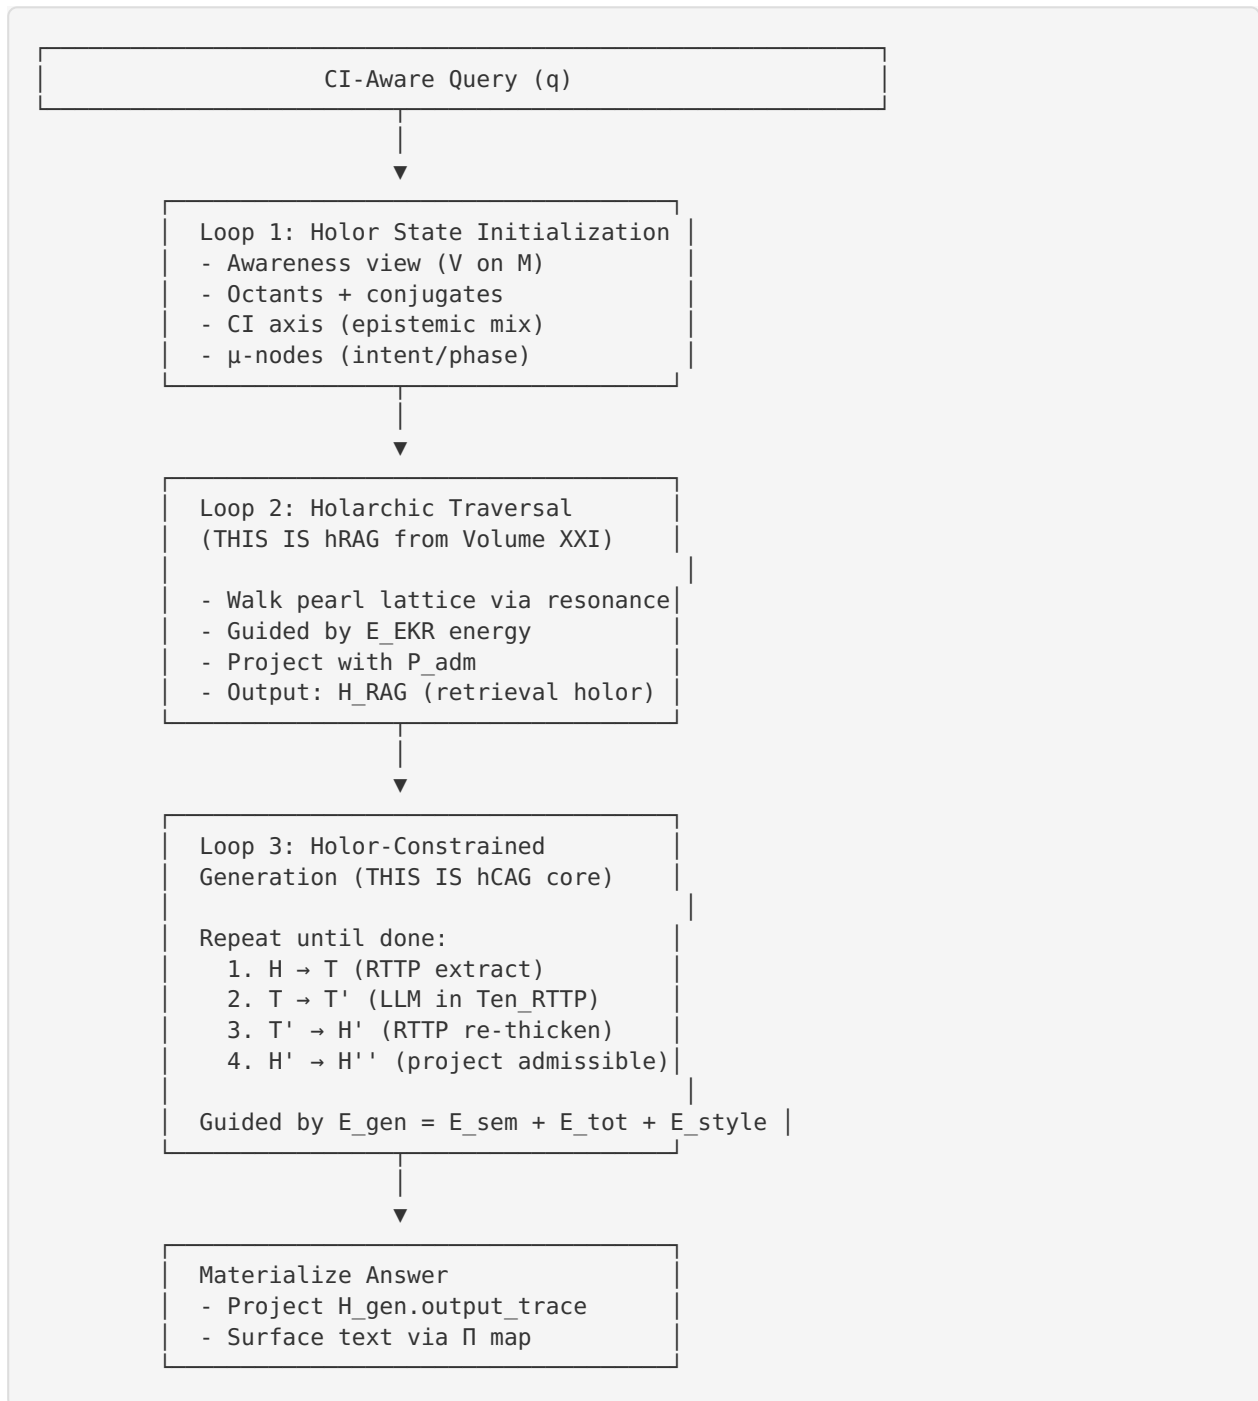 CI-Aware Query (q)
Loop 1: Holor State Initialization
- Awareness view (V on M)
- Octants + conjugates
- CI axis (epistemic mix)
- μ-nodes (intent/phase)
Loop 2: Holarchic Traversal
(THIS IS hRAG from Volume XXI)
- Walk pearl lattice via resonance
- Guided by E_EKR energy
- Project with P_adm
- Output: H_RAG (retrieval holor)
Loop 3: Holor-Constrained
Generation (THIS IS hCAG core)
Repeat until done:
1. H → T (RTTP extract)
2. T → T' (LLM in Ten_RTTP)
3. T' → H' (RTTP re-thicken)
4. H' → H'' (project admissible)
Guided by E_gen = E_sem + E_tot + E_style
Materialize Answer
- Project H_gen.output_trace
- Surface text via Π map